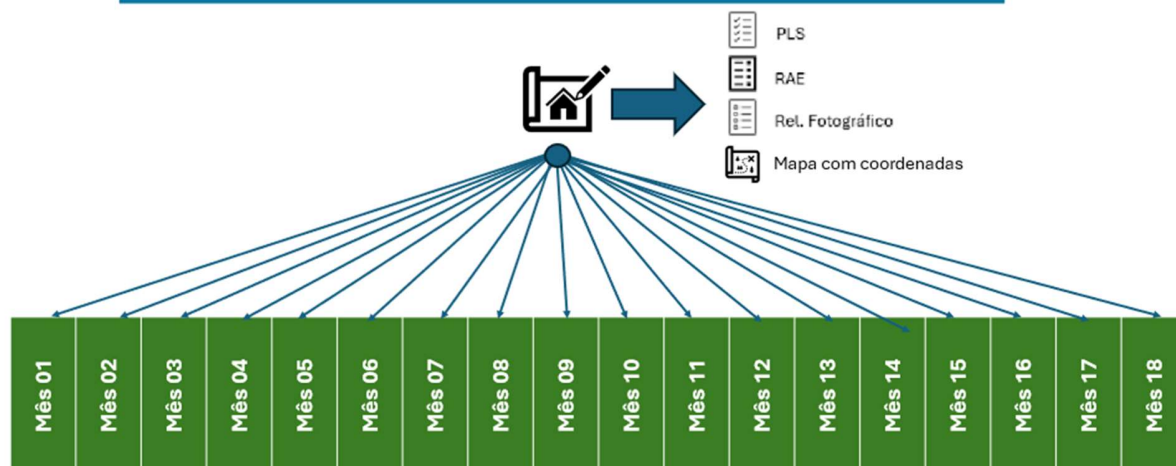 PLS
RAE
Rel. Fotográfico
Mapa com coordenadas
Mês 01
Mês 02
Mês 03
Mês 04
Mês 05
Mês 06
Mês 07
Mês 08
Mês 09
Mês 10
Mês 11
Mês 12
Mês 13
Mês 14
Mês 15
Mês 16
Mês 17
Mês 18